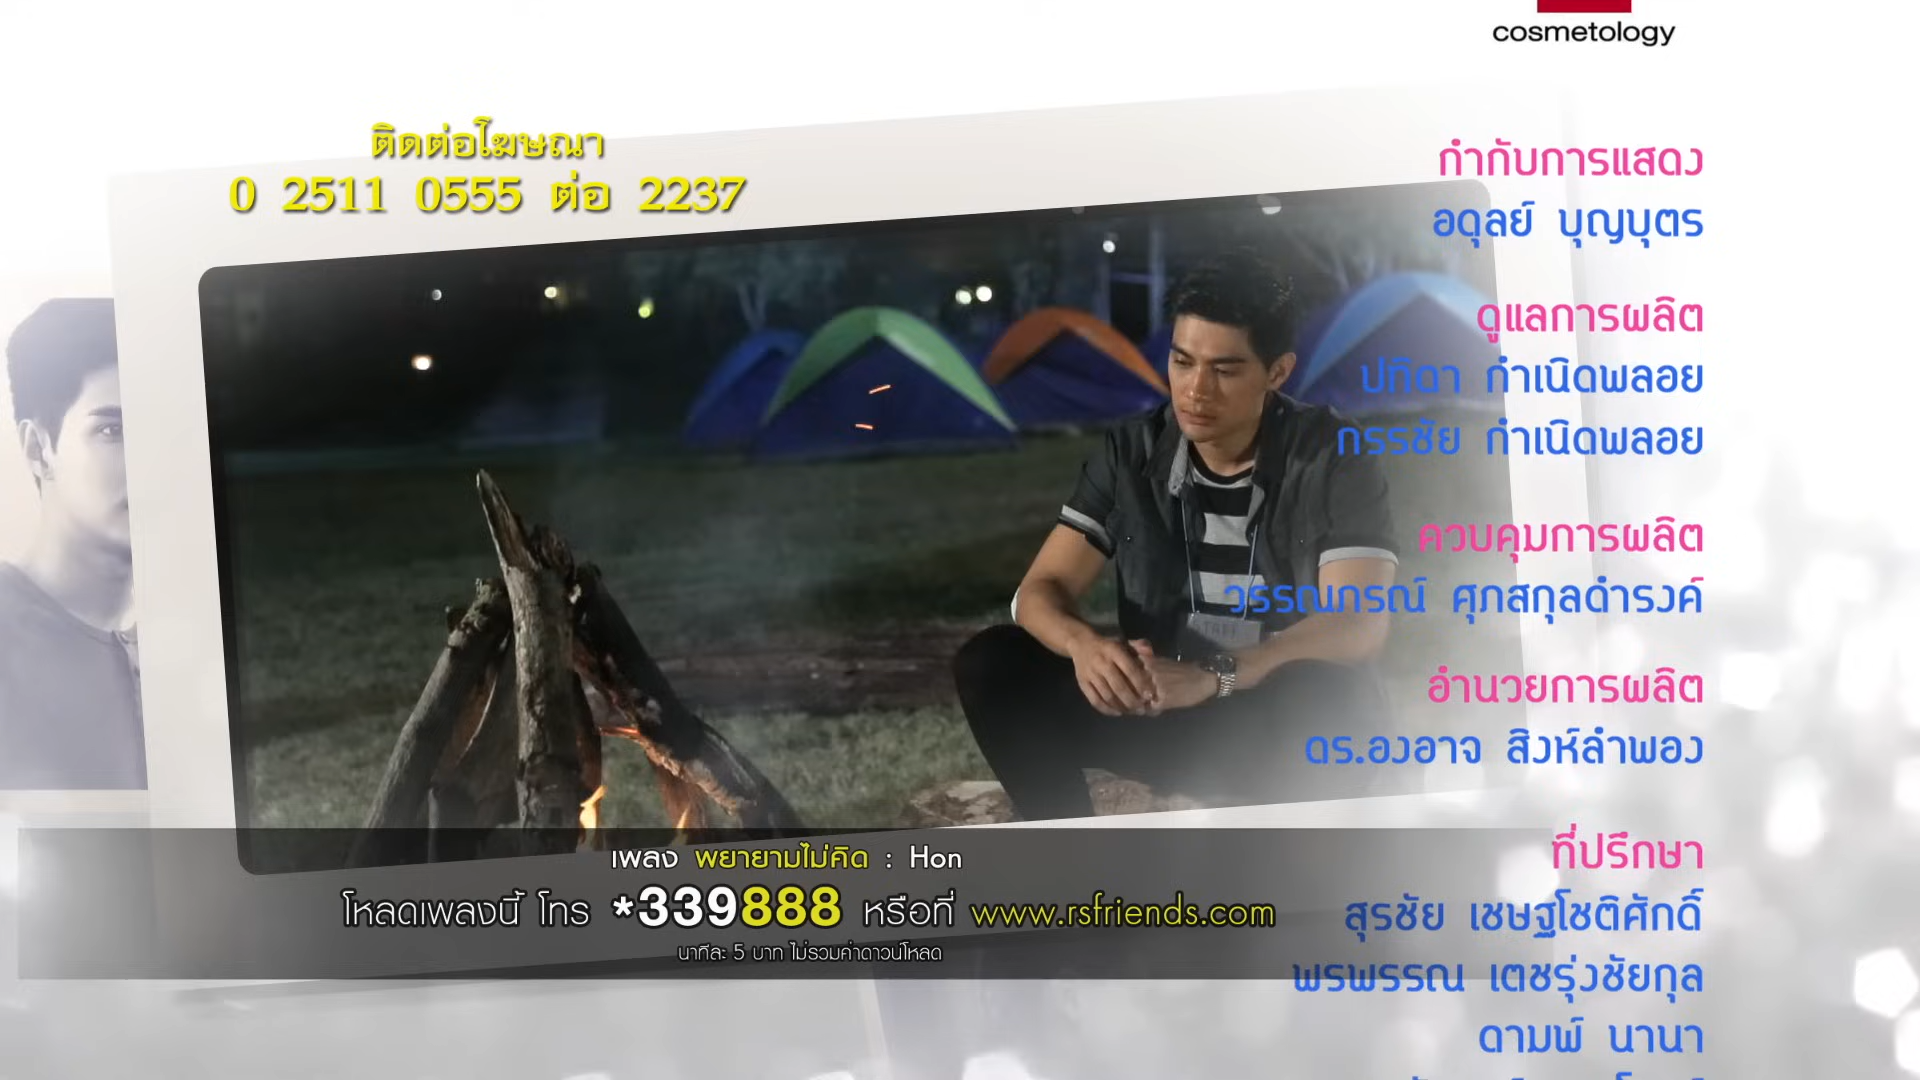 cosmetology
ติดต่อโฆษณา
0 2511 0555 ต่อ 2237
กำกับการแสดง
อดุลย์ บุญบุตร
ดูแลการผลิต
ปทิดา กำเนิดพลอย
กรรชัย กำเนิดพลอย
ควบคุมการผลิต
วรรณภรณ์ ศุภสกุลดำรงค์
อำนวยการผลิต
ดร.องอาจ สิงห์ลำพอง
ที่ปรึกษา
สุรชัย เชษฐโชติศักดิ์
พรพรรณ เตชรุ่งชัยกุล
ดามพ์ นานา
เพลง พยายามไม่คิด : Hon
โหลดเพลงนี้ โทร *339888 หรือที่ www.rsfriends.com
นาทีละ 5 บาท ไม่รวมค่าดาวน์โหลด